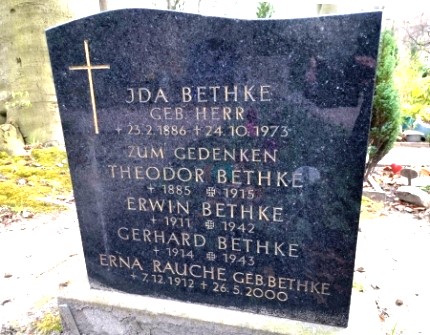 JDA BETHKE
GEB. HERR
+ 23.2.1886 + 24.10.1973
ZUM GEDENKEN
THEODOR BETHKE
+ 1885 ✠ 1915
ERWIN BETHKE
+ 1911 ✠ 1942
GERHARD BETHKE
+ 1914 ✠ 1943
ERNA RAUCHE GEB.BETHKE
+ 7.12.1912 + 26.5.2000